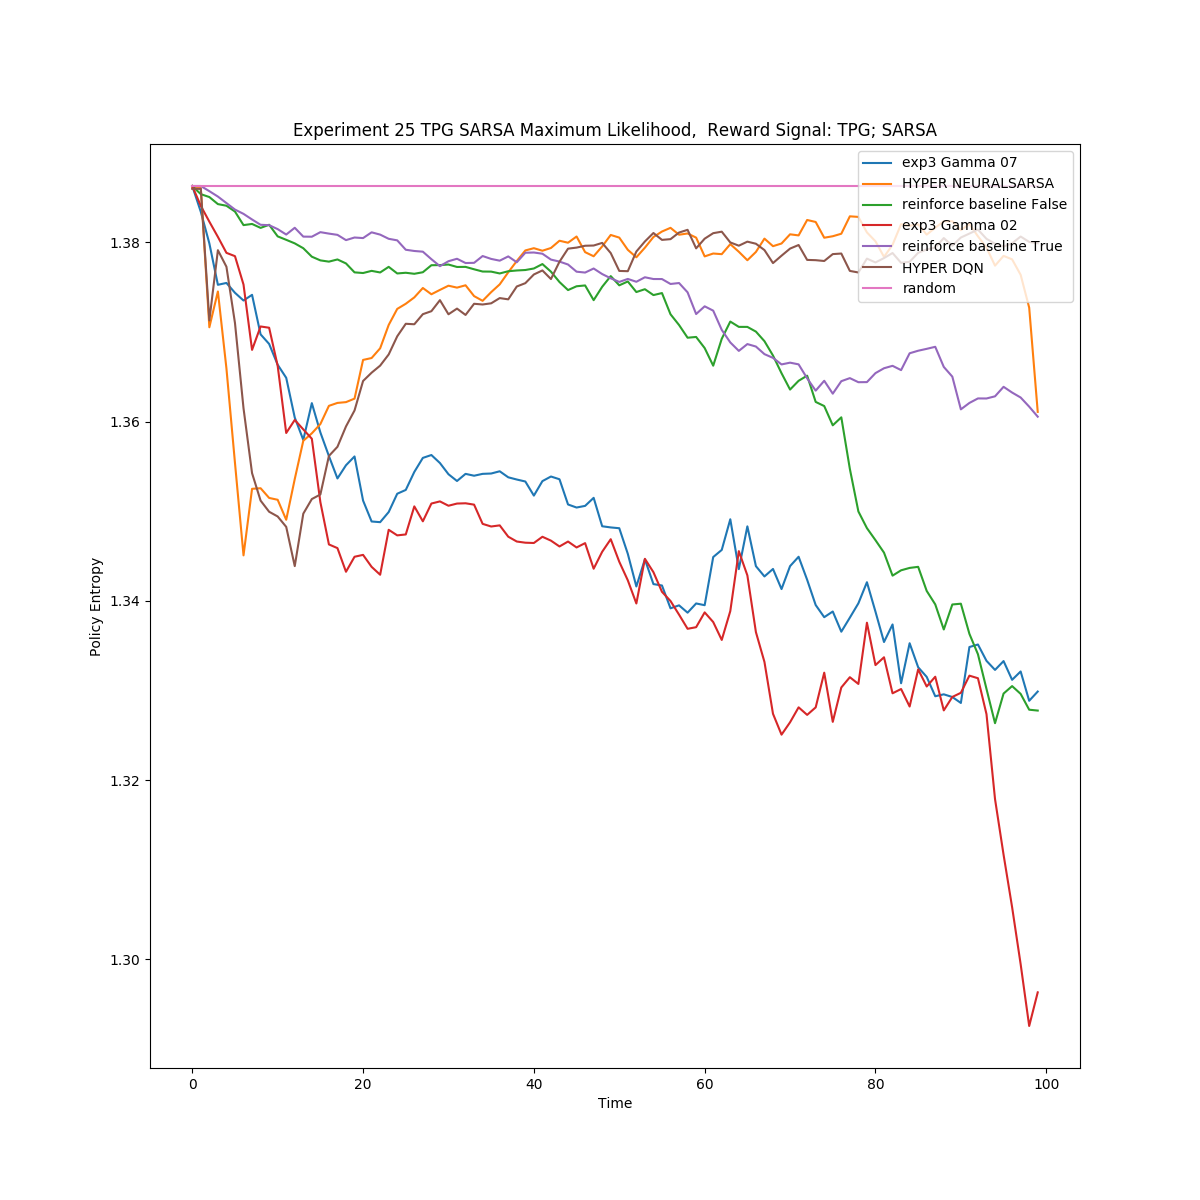 Experiment 25 TPG SARSA Maximum Likelihood,  Reward Signal: TPG; SARSA
exp3 Gamma 07
HYPER NEURALSARSA
reinforce baseline False
exp3 Gamma 02
reinforce baseline True
HYPER DQN
random
1.38
1.36
1.34
1.32
1.30
Policy Entropy
0
20
40
60
80
100
Time